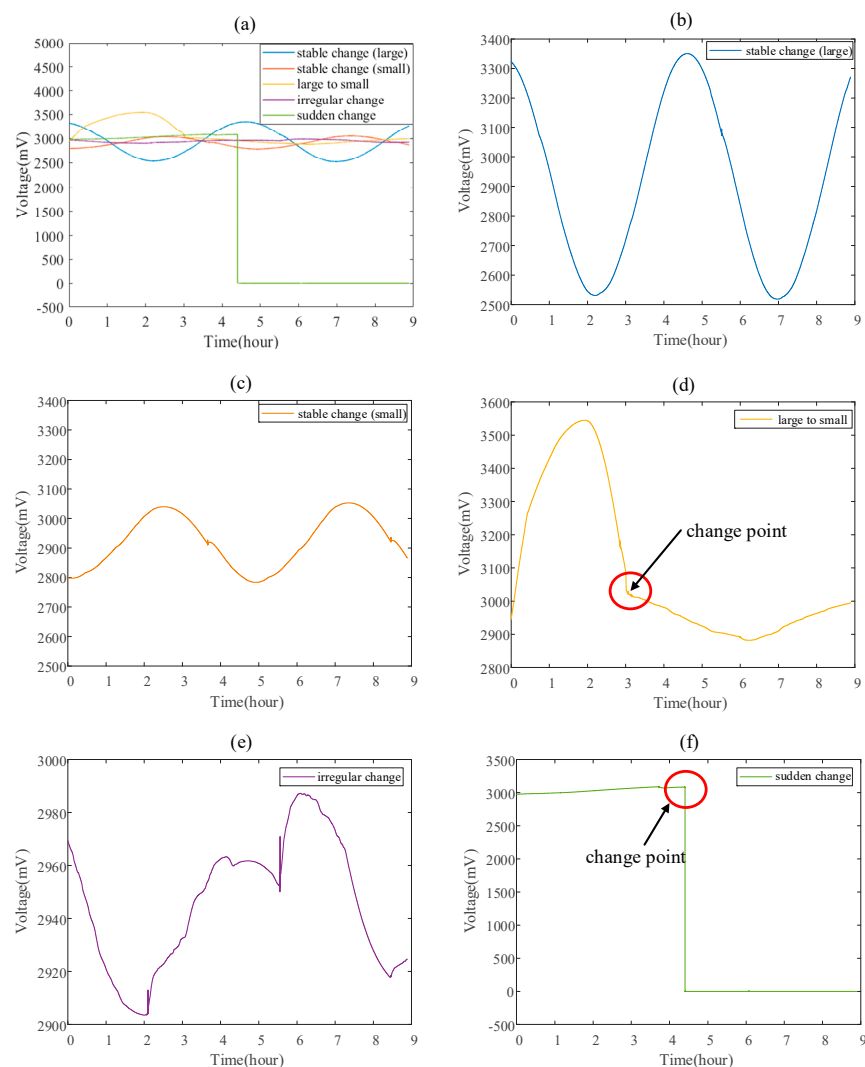 (a)
5000
4500
4000
3500
3000
2500
2000
1500
1000
500
0
-500
Voltage(mV)
stable change (large)
stable change (small)
large to small
irregular change
sudden change
0 1 2 3 4 5 6 7 8 9
Time(hour)
(b)
3400
3300
3200
3100
3000
2900
2800
2700
2600
2500
Voltage(mV)
stable change (large)
0 1 2 3 4 5 6 7 8 9
Time(hour)
(c)
3400
3300
3200
3100
3000
2900
2800
2700
2600
2500
Voltage(mV)
stable change (small)
0 1 2 3 4 5 6 7 8 9
Time(hour)
(d)
3600
3500
3400
3300
3200
3100
3000
2900
2800
Voltage(mV)
large to small
change point
0 1 2 3 4 5 6 7 8 9
Time(hour)
(e)
3000
2980
2960
2940
2920
2900
Voltage(mV)
irregular change
0 1 2 3 4 5 6 7 8 9
Time(hour)
(f)
3500
3000
2500
2000
1500
1000
500
0
-500
Voltage(mV)
sudden change
change point
0 1 2 3 4 5 6 7 8 9
Time(hour)